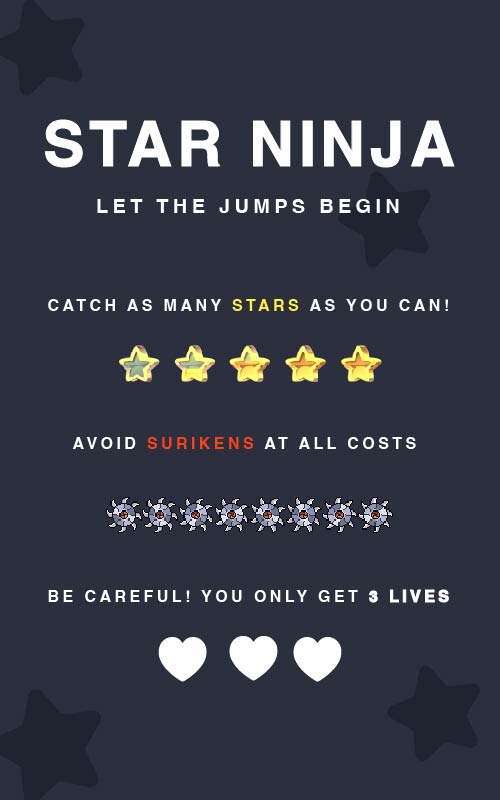 STAR NINJA
LET THE JUMPS BEGIN
CATCH AS MANY STARS AS YOU CAN!
AVOID SURIKENS AT ALL COSTS
BE CAREFUL! YOU ONLY GET 3 LIVES